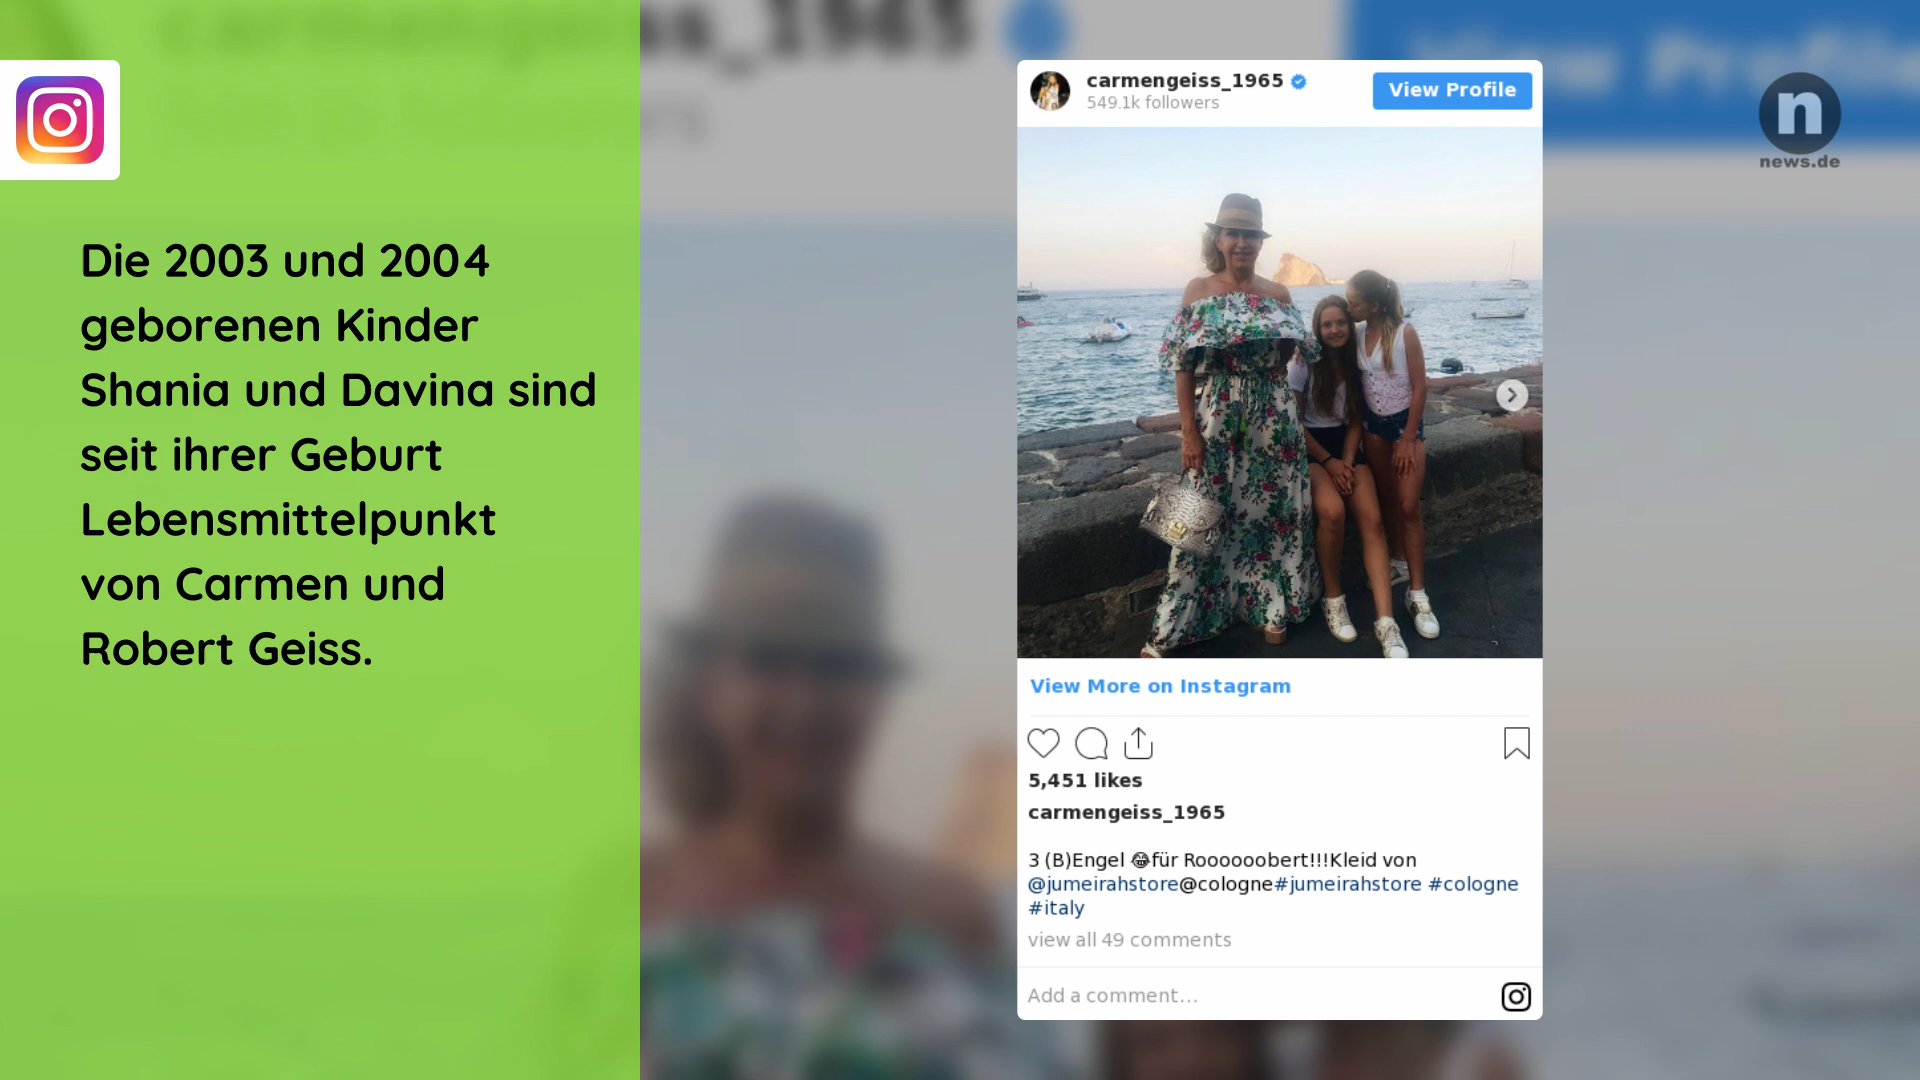 Die 2003 und 2004
geborenen Kinder
Shania und Davina sind
seit ihrer Geburt
Lebensmittelpunkt
von Carmen und
Robert Geiss.
carmengeiss_1965
549.1k followers
View Profile
n
news.de
View More on Instagram
5,451 likes
carmengeiss_1965
3 (B)Engel 😂für Roooooobert!!!Kleid von
@jumeirahstore@cologne#jumeirahstore #cologne
#italy
view all 49 comments
Add a comment...